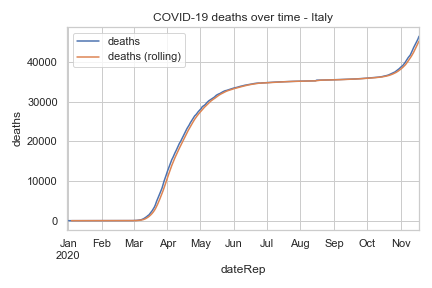 COVID-19 deaths over time - Italy
deaths
deaths (rolling)
40000
30000
20000
10000
0
deaths
Jan Feb Mar Apr May Jun Jul Aug Sep Oct Nov
2020
dateRep